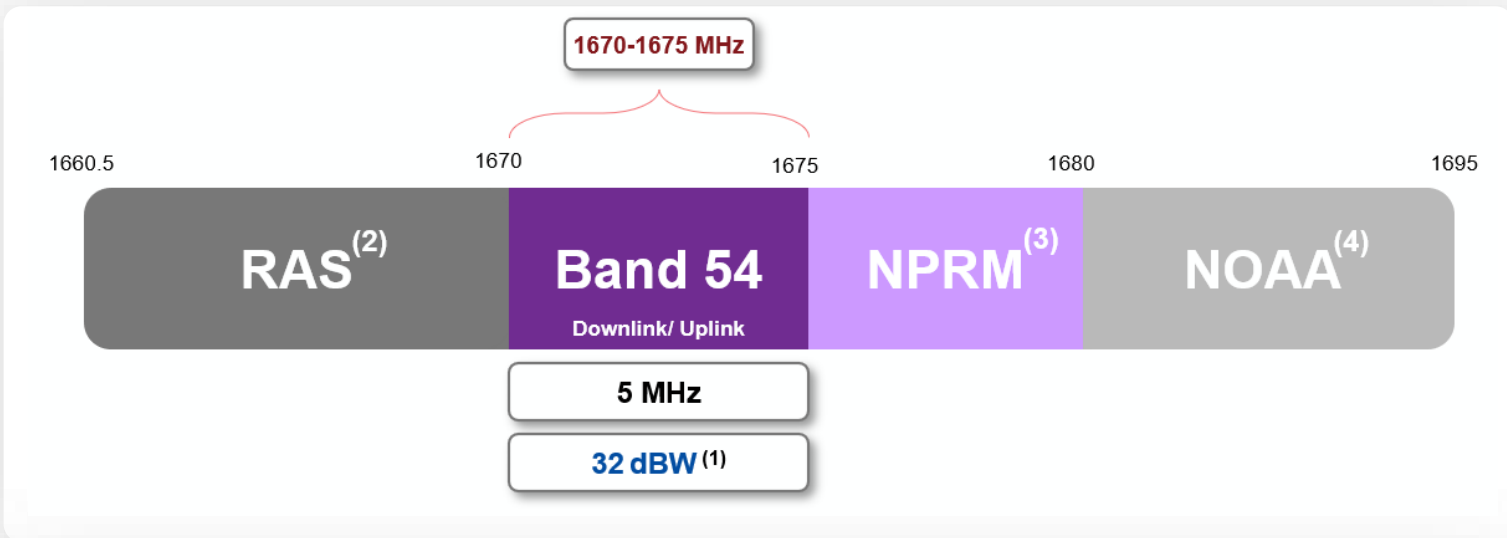 1670-1675 MHz
1660.5
1670
1675
1680
1695
RAS(2)
Band 54
Downlink/ Uplink
NPRM(3)
NOAA(4)
5 MHz
32 dBW (1)